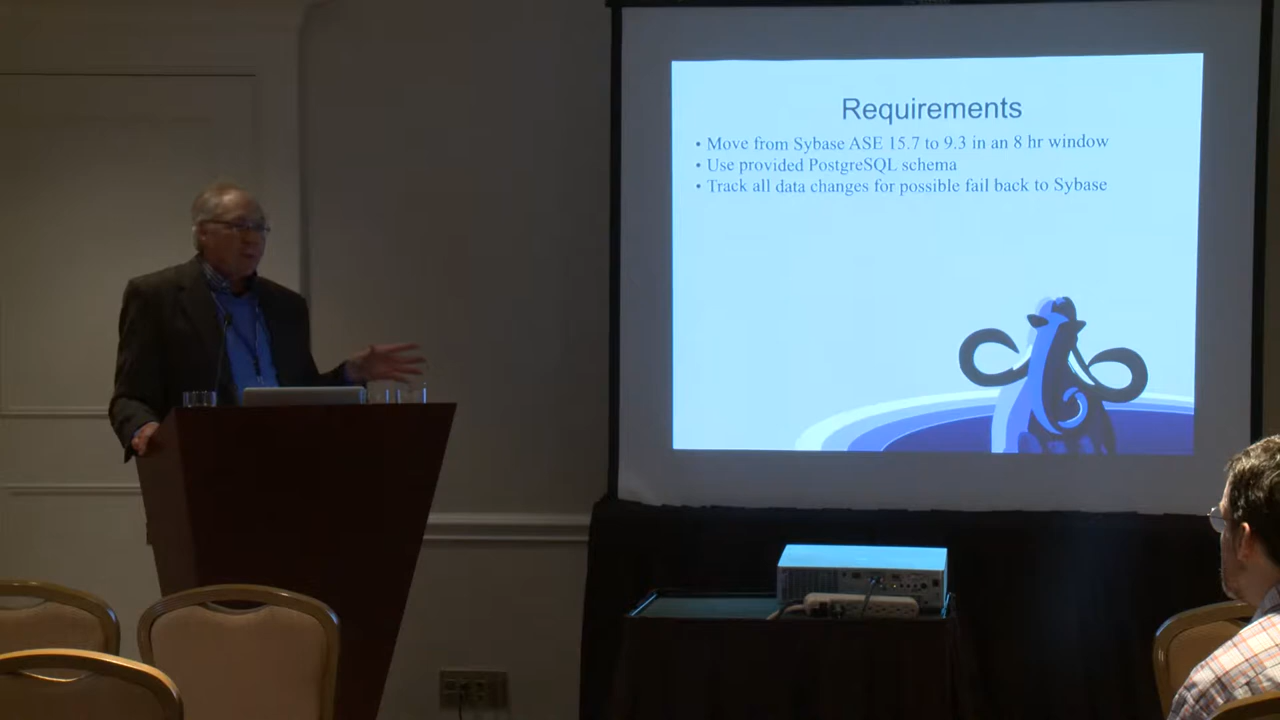 Requirements
• Move from Sybase ASE 15.7 to 9.3 in an 8 hr window
• Use provided PostgreSQL schema
• Track all data changes for possible fail back to Sybase